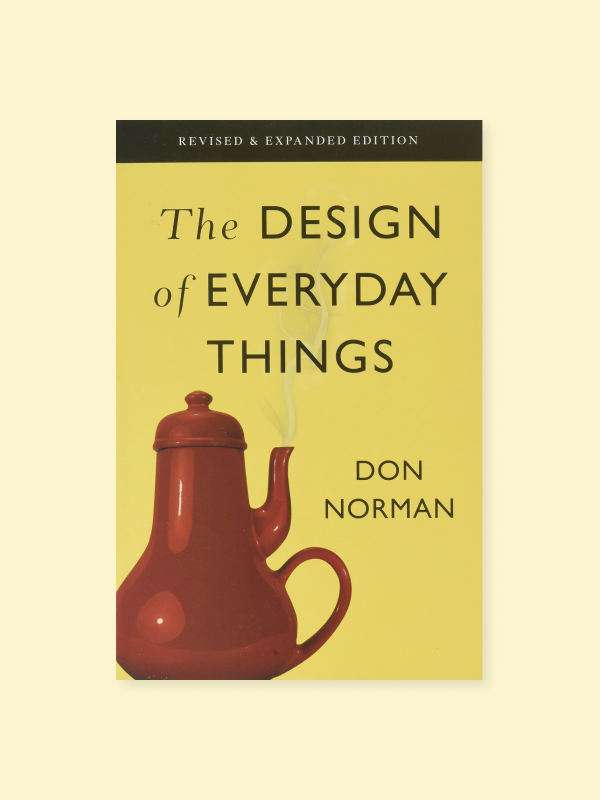 REVISED & EXPANDED EDITION
The DESIGN
of EVERYDAY
THINGS
DON
NORMAN